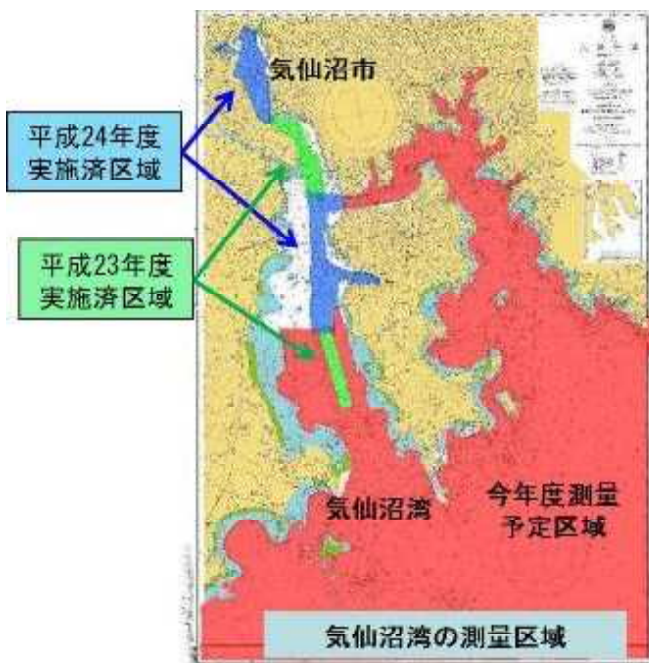 気仙沼市
平成24年度
実施済区域
平成23年度
実施済区域
気仙沼湾
今年度測量
予定区域
気仙沼湾の測量区域